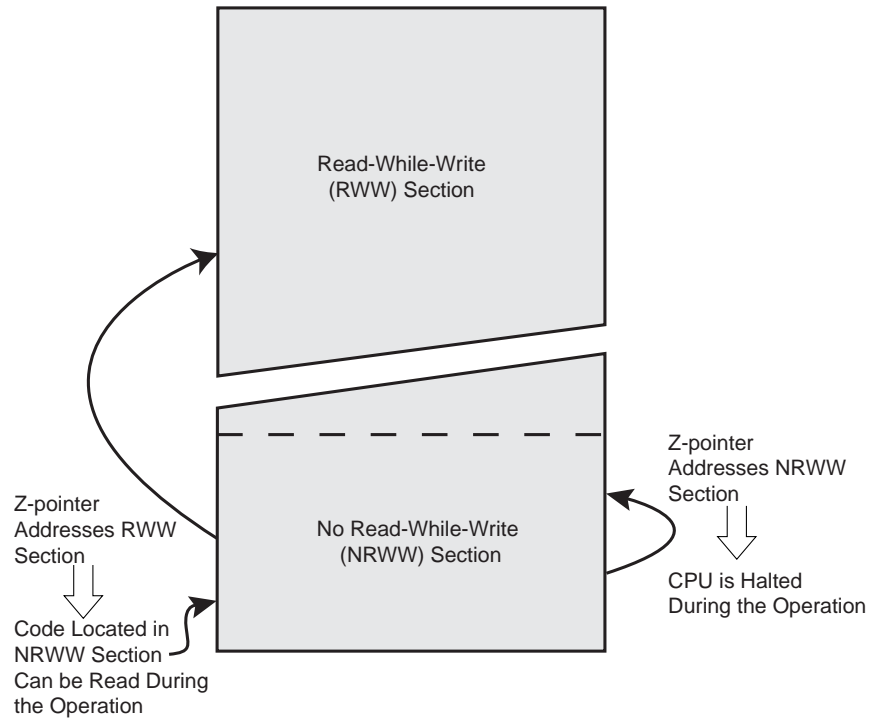 Read-While-Write
(RWW) Section
Z-pointer
Addresses NRWW
Section
Z-pointer
Addresses RWW
Section
No Read-While-Write
(NRWW) Section
CPU is Halted
During the Operation
Code Located in
NRWW Section
Can be Read During
the Operation